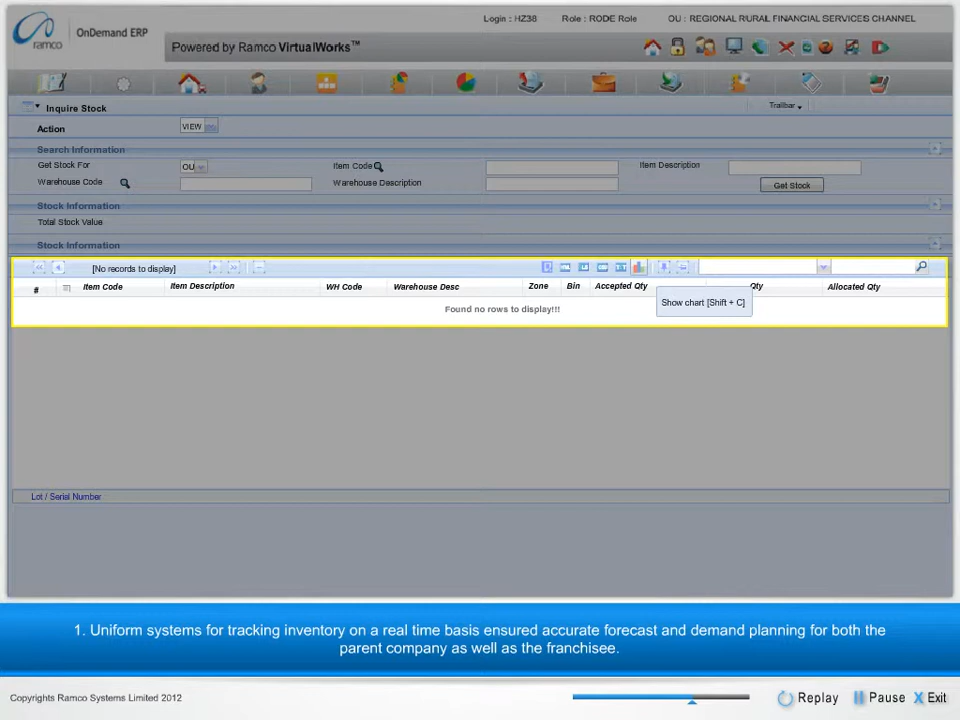 Login : HZ38 Role : RODE Role OU : REGIONAL RURAL FINANCIAL SERVICES CHANNEL
ramco OnDemand ERP
Powered by Ramco VirtualWorks™
Inquire Stock
Trailbar
Action VIEW
Search Information
Get Stock For OU Item Code Item Description
Warehouse Code Warehouse Description Get Stock
Stock Information
Total Stock Value
Stock Information
[No records to display]
# Item Code Item Description WH Code Warehouse Desc Zone Bin Accepted Qty Qty Allocated Qty
Show chart [Shift + C]
Found no rows to display!!!
Lot / Serial Number
1. Uniform systems for tracking inventory on a real time basis ensured accurate forecast and demand planning for both the
parent company as well as the franchisee.
Copyrights Ramco Systems Limited 2012 Replay Pause X Exit